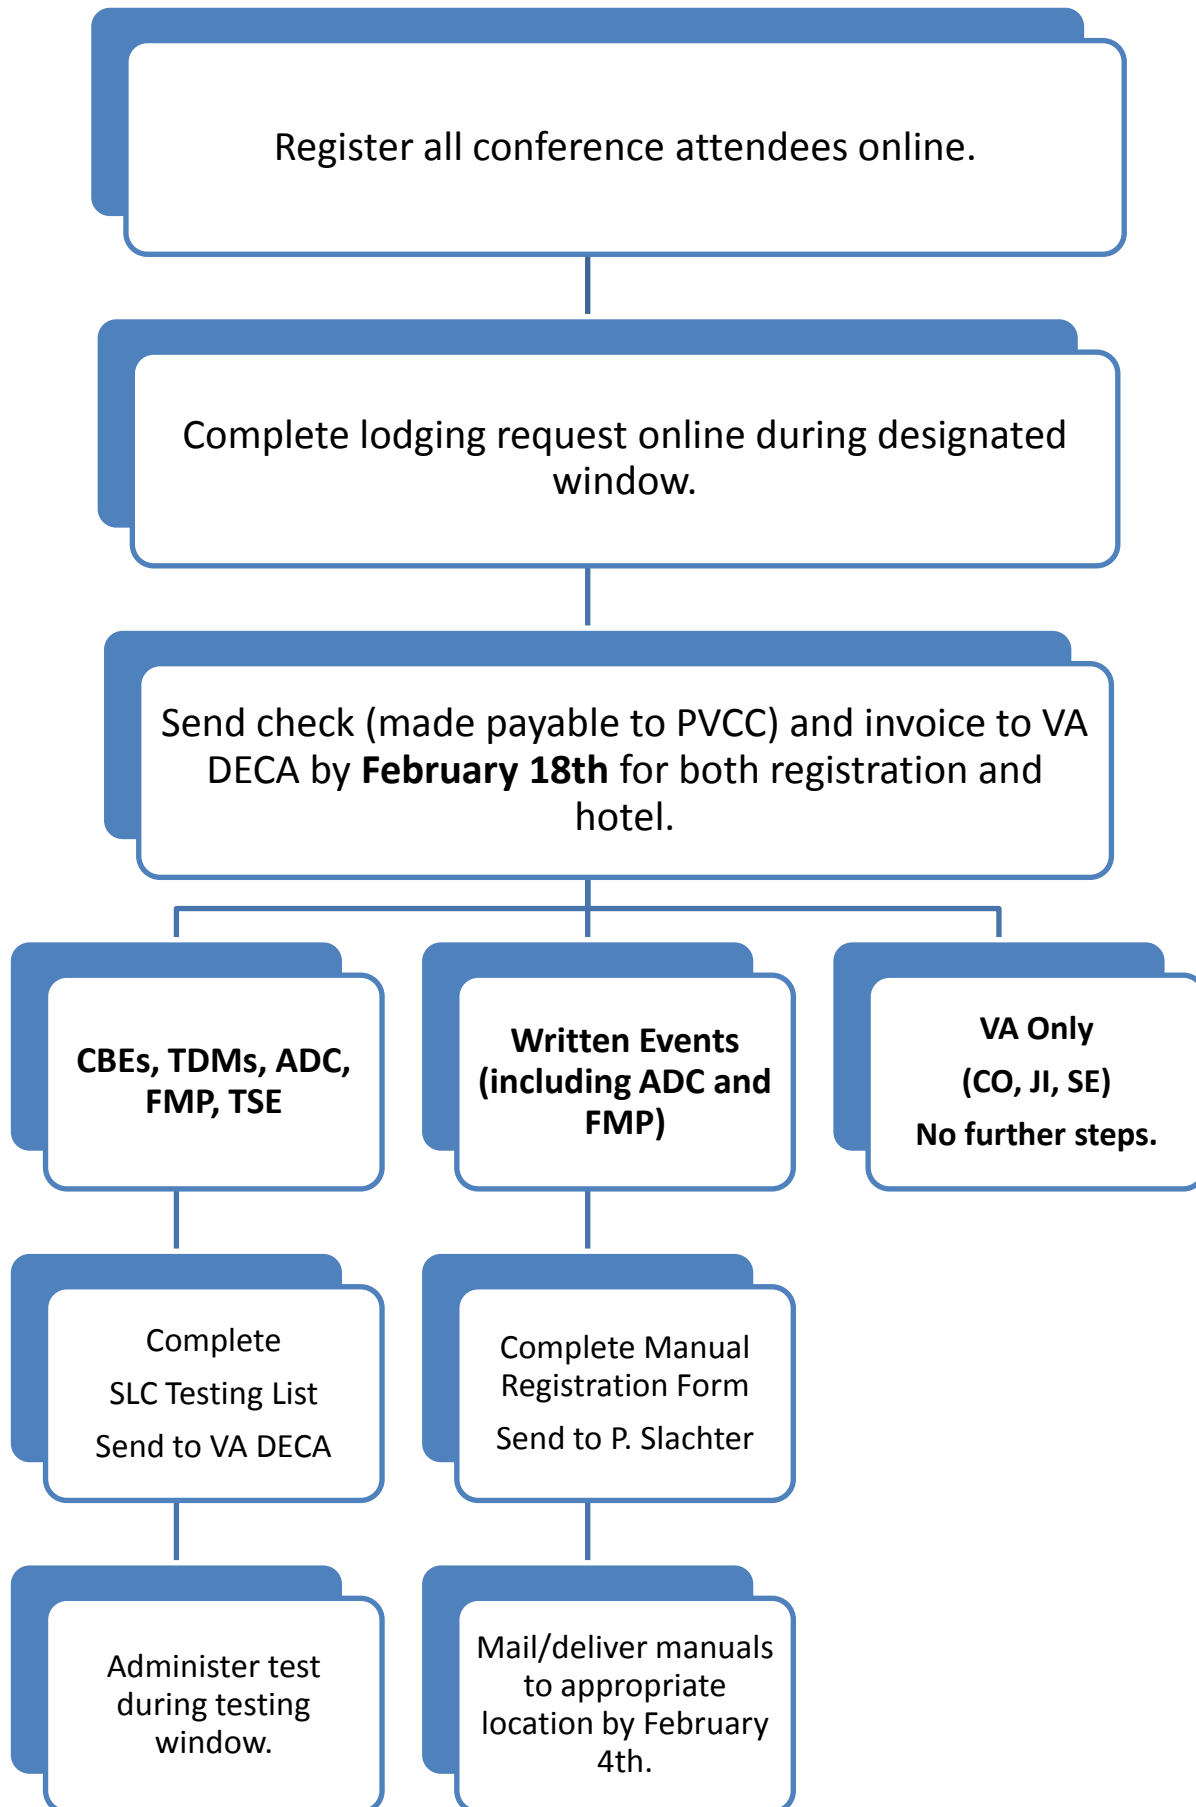 Register all conference attendees online.
Complete lodging request online during designated
window.
Send check (made payable to PVCC) and invoice to VA
DECA by February 18th for both registration and
hotel.
CBEs, TDMs, ADC,
FMP, TSE
Written Events
(including ADC and
FMP)
VA Only
(CO, JI, SE)
No further steps.
Complete
SLC Testing List
Send to VA DECA
Complete Manual
Registration Form
Send to P. Slachter
Administer test
during testing
window.
Mail/deliver manuals
to appropriate
location by February
4th.